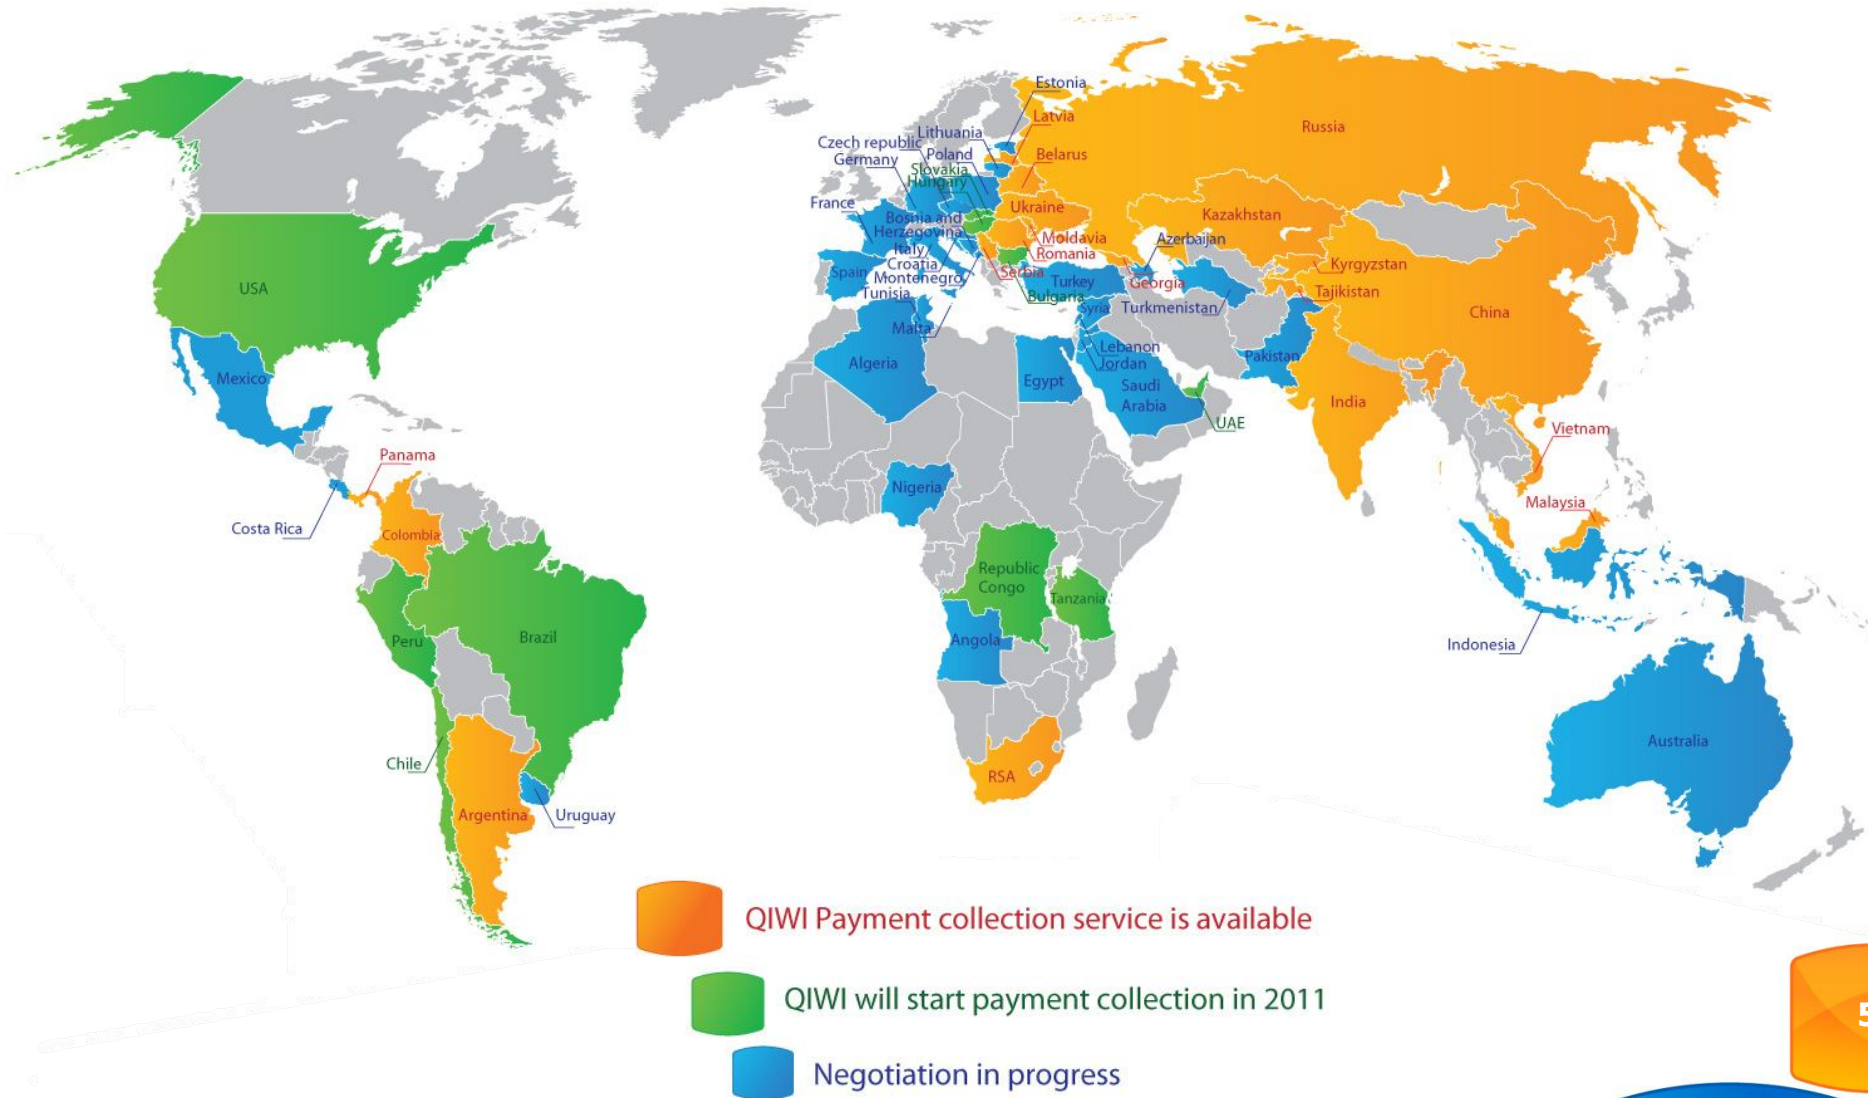 Estonia
Latvia
Russia
Lithuania
Czech republic
Germany
Poland
Belarus
Slovakia
Hungary
France
Ukraine
Kazakhstan
Bosnia and
Herzegovina
Moldavia
Azerbaijan
Italy
Romania
Croatia
Kyrgyzstan
Spain
Montenegro
Serbia
Turkey
Georgia
USA
Tunisia
Bulgaria
Tajikistan
Syria
Turkmenistan
China
Malta
Lebanon
Jordan
Pakistan
Algeria
Mexico
Egypt
Saudi
Arabia
India
UAE
Vietnam
Panama
Nigeria
Malaysia
Costa Rica
Colombia
Republic
Congo
Tanzania
Peru
Brazil
Angola
Indonesia
Australia
Chile
RSA
Argentina
Uruguay
QIWI Payment collection service is available
QIWI will start payment collection in 2011
5
Negotiation in progress